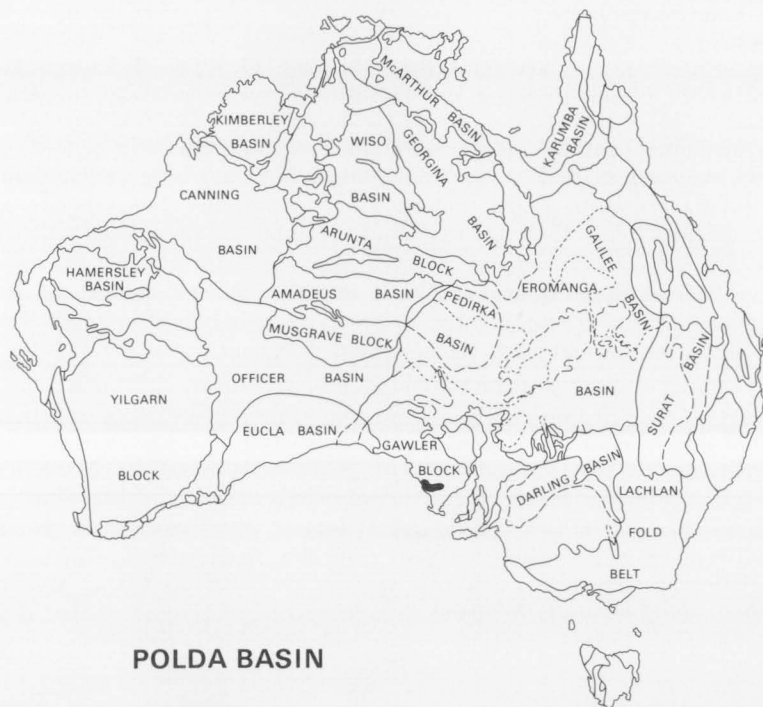 McARTHUR BASIN
KIMBERLEY
BASIN
WISO
BASIN
GEORGINA
BASIN
KARUMBA
BASIN
CANNING
BASIN
ARUNTA
BLOCK
GALILEE
BASIN
HAMERSLEY
BASIN
AMADEUS BASIN
PEDIRKA
BASIN
EROMANGA
BASIN
MUSGRAVE BLOCK
OFFICER BASIN
YILGARN
BLOCK
SURAT
BASIN
EUCLA BASIN
GAWLER
BLOCK
DARLING BASIN
LACHLAN
FOLD
BELT
POLDA BASIN